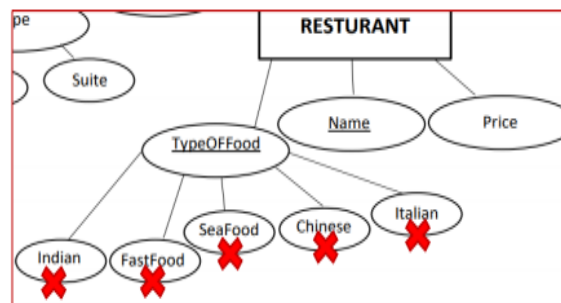 pe
RESTURANT
Suite
Name
Price
TypeOFFood
Italian
Chinese
SeaFood
Indian
FastFood